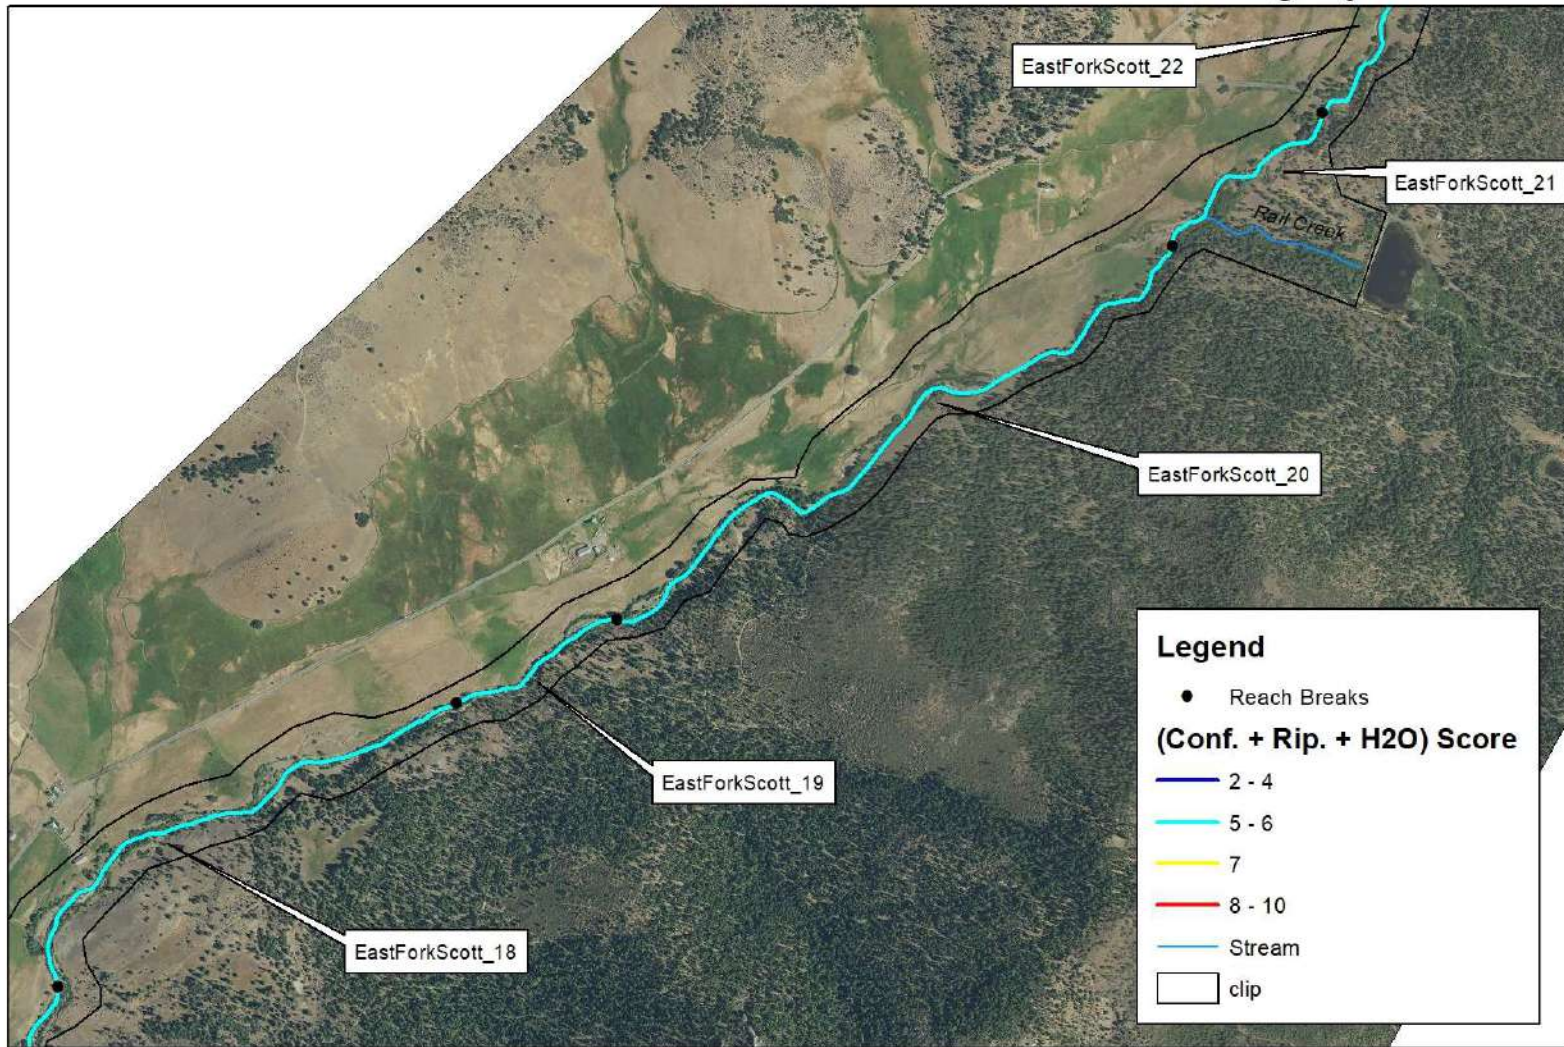 EastForkScott_22
EastForkScott_21
Rail Creek
EastForkScott_20
EastForkScott_19
EastForkScott_18
Legend
Reach Breaks
(Conf. + Rip. + H2O) Score
2 - 4
5 - 6
7
8 - 10
Stream
clip